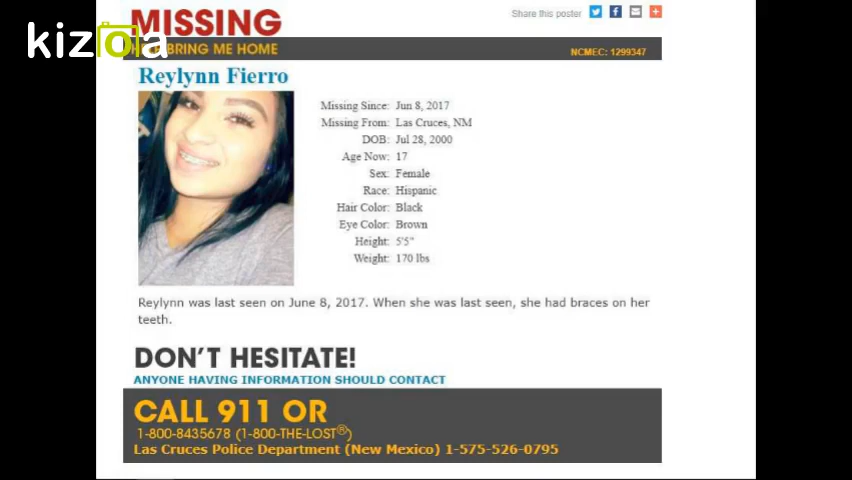 Share this poster
MISSING
kizoa
BRING ME HOME
NCMEC: 1299347
Reylynn Fierro
Missing Since: Jun 8, 2017
Missing From: Las Cruces, NM
DOB: Jul 28, 2000
Age Now: 17
Sex: Female
Race: Hispanic
Hair Color: Black
Eye Color: Brown
Height: 5'5"
Weight: 170 lbs
Reylynn was last seen on June 8, 2017. When she was last seen, she had braces on her
teeth.
DON'T HESITATE!
ANYONE HAVING INFORMATION SHOULD CONTACT
CALL 911 OR
1-800-8435678 (1-800-THE-LOST®)
Las Cruces Police Department (New Mexico) 1-575-526-0795